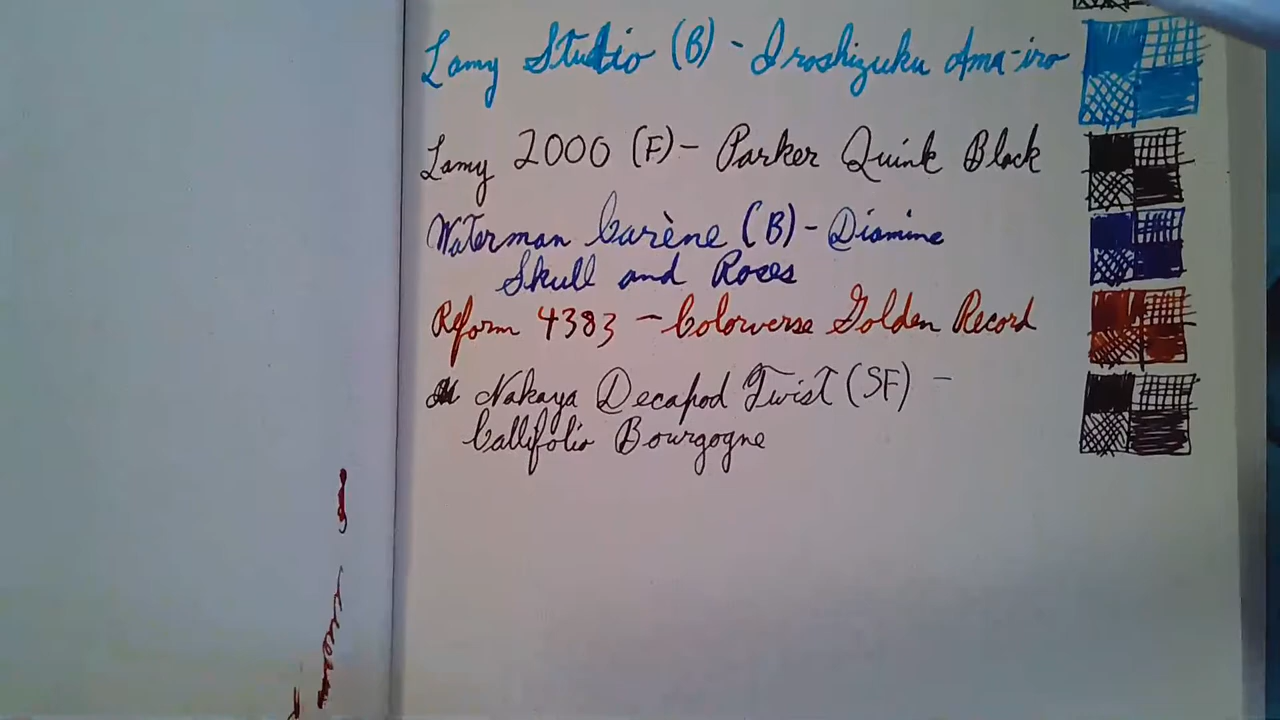 Lamy Studio (B) - Iroshizuku Ama-iro
Lamy 2000 (F) - Parker Quink Black
Waterman Carène (B) - Diamine
Skull and Roses
Reform 4383 - Colorverse Golden Record
Nakaya Decapod Twist (SF) -
Callifolio Bourgogne